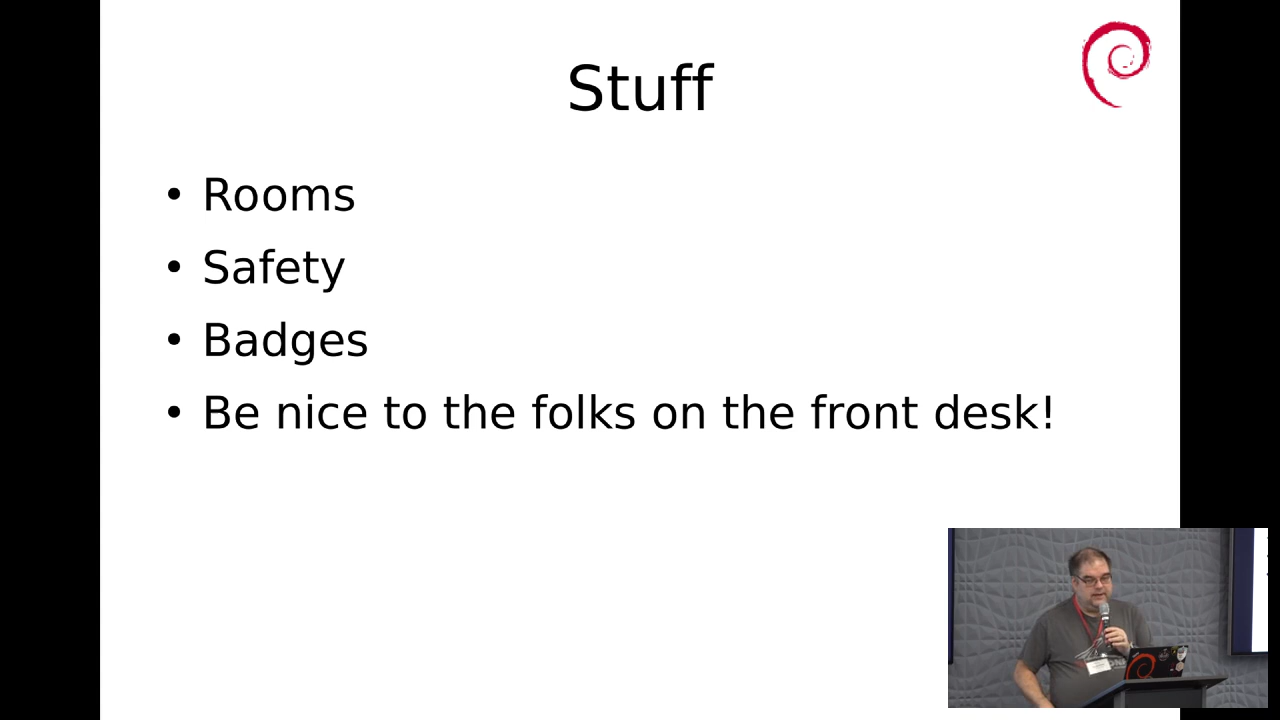 Stuff
• Rooms
• Safety
• Badges
• Be nice to the folks on the front desk!